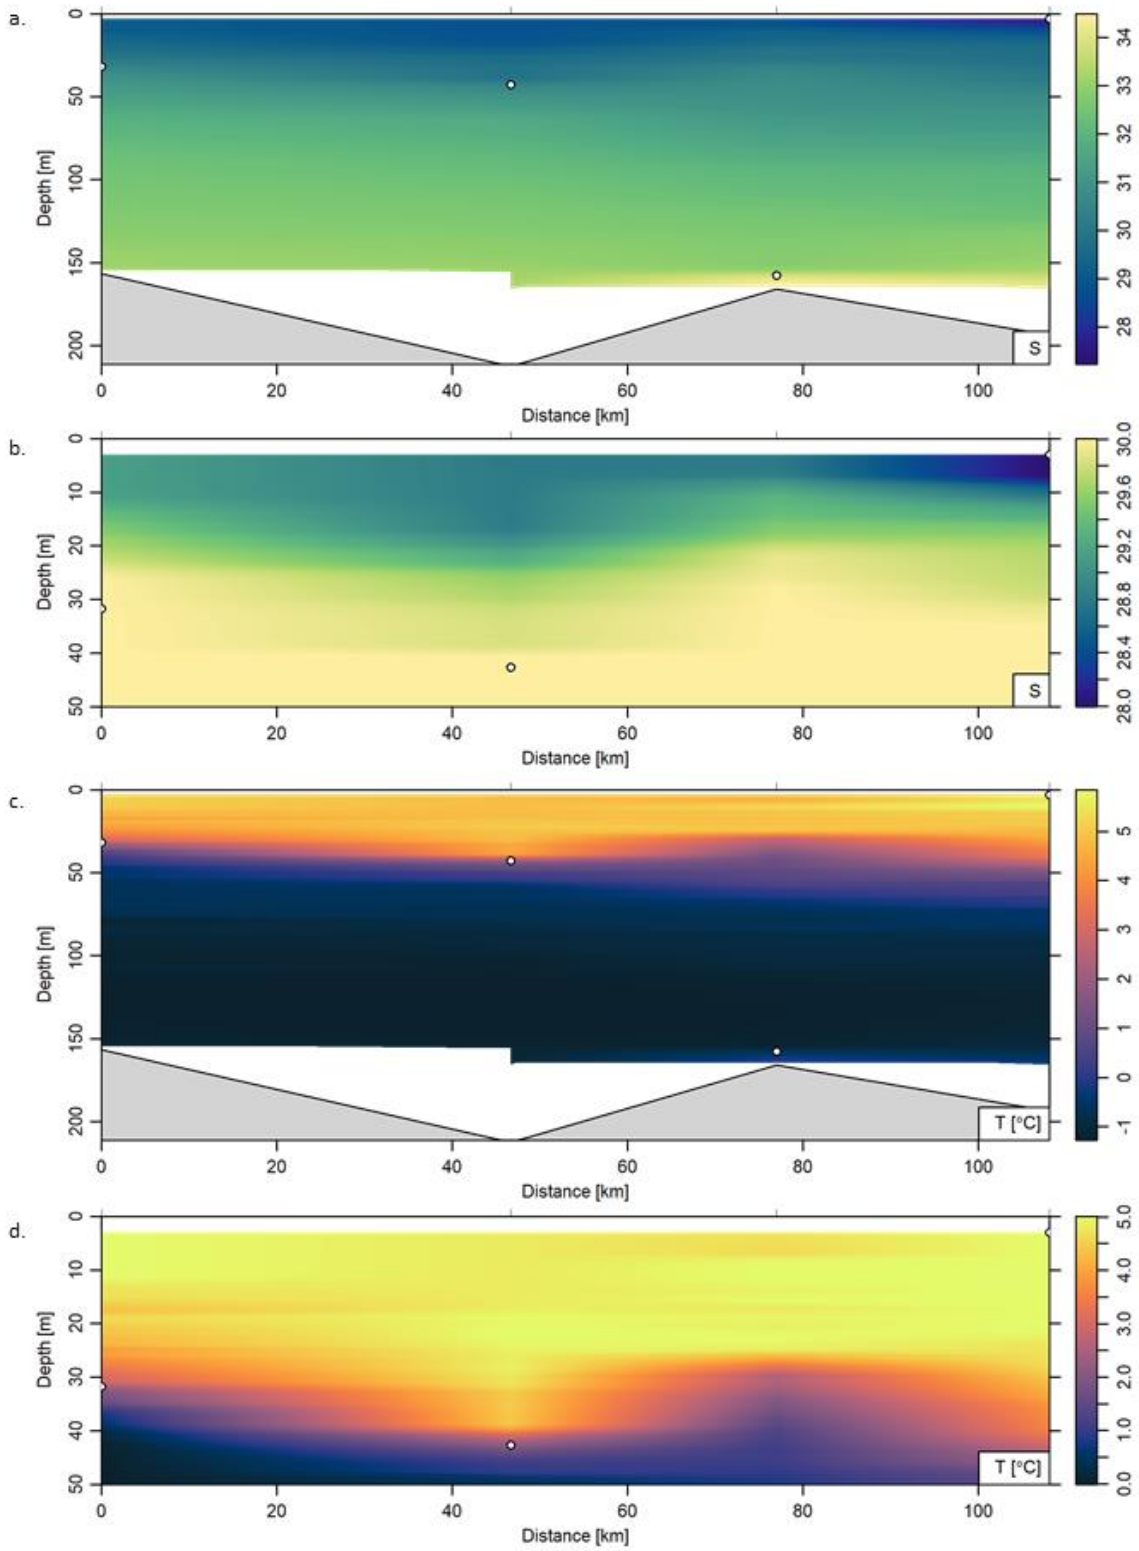 a.
0
50
100
150
200
Depth [m]
0 20 40 60 80 100
Distance [km]
S
28 29 30 31 32 33 34
b.
0
10
20
30
40
50
Depth [m]
0 20 40 60 80 100
Distance [km]
S
28.0 28.4 28.8 29.2 29.6 30.0
c.
0
50
100
150
200
Depth [m]
0 20 40 60 80 100
Distance [km]
T [°C]
-1 0 1 2 3 4 5
d.
0
10
20
30
40
50
Depth [m]
0 20 40 60 80 100
Distance [km]
T [°C]
0.0 1.0 2.0 3.0 4.0 5.0